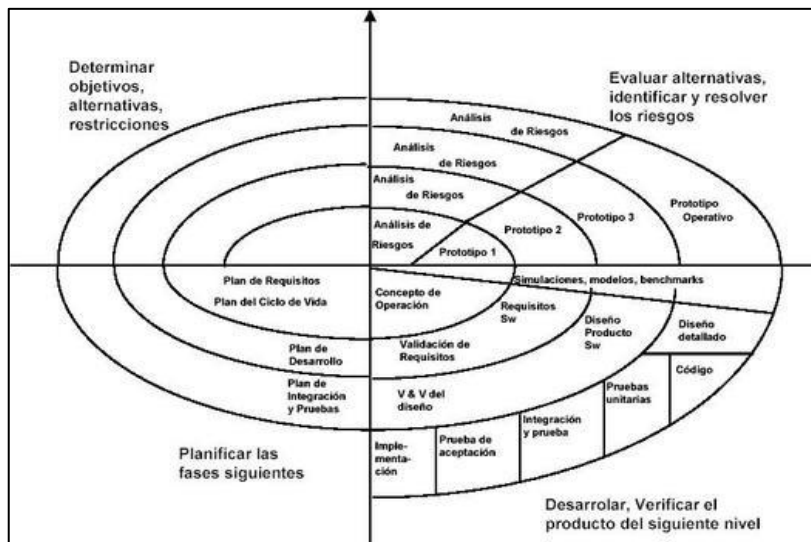 Determinar
objetivos,
alternativas,
restricciones
Evaluar alternativas,
identificar y resolver
los riesgos
Análisis
de Riesgos
Análisis
de Riesgos
Análisis
de Riesgos
Análisis de
Riesgos
Prototipo 1
Prototipo 2
Prototipo 3
Prototipo
Operativo
Simulaciones, modelos, benchmarks
Plan de Requisitos
Plan del Ciclo de Vida
Concepto de
Operación
Requisitos
Sw
Diseño
Producto
Sw
Diseño
detallado
Plan de
Desarrollo
Validación de
Requisitos
Código
Plan de
Integración
y Pruebas
V & V del
diseño
Pruebas
unitarias
Integración
y prueba
Prueba de
aceptación
Imple-
menta-
ción
Planificar las
fases siguientes
Desarrolar, Verificar el
producto del siguiente nivel